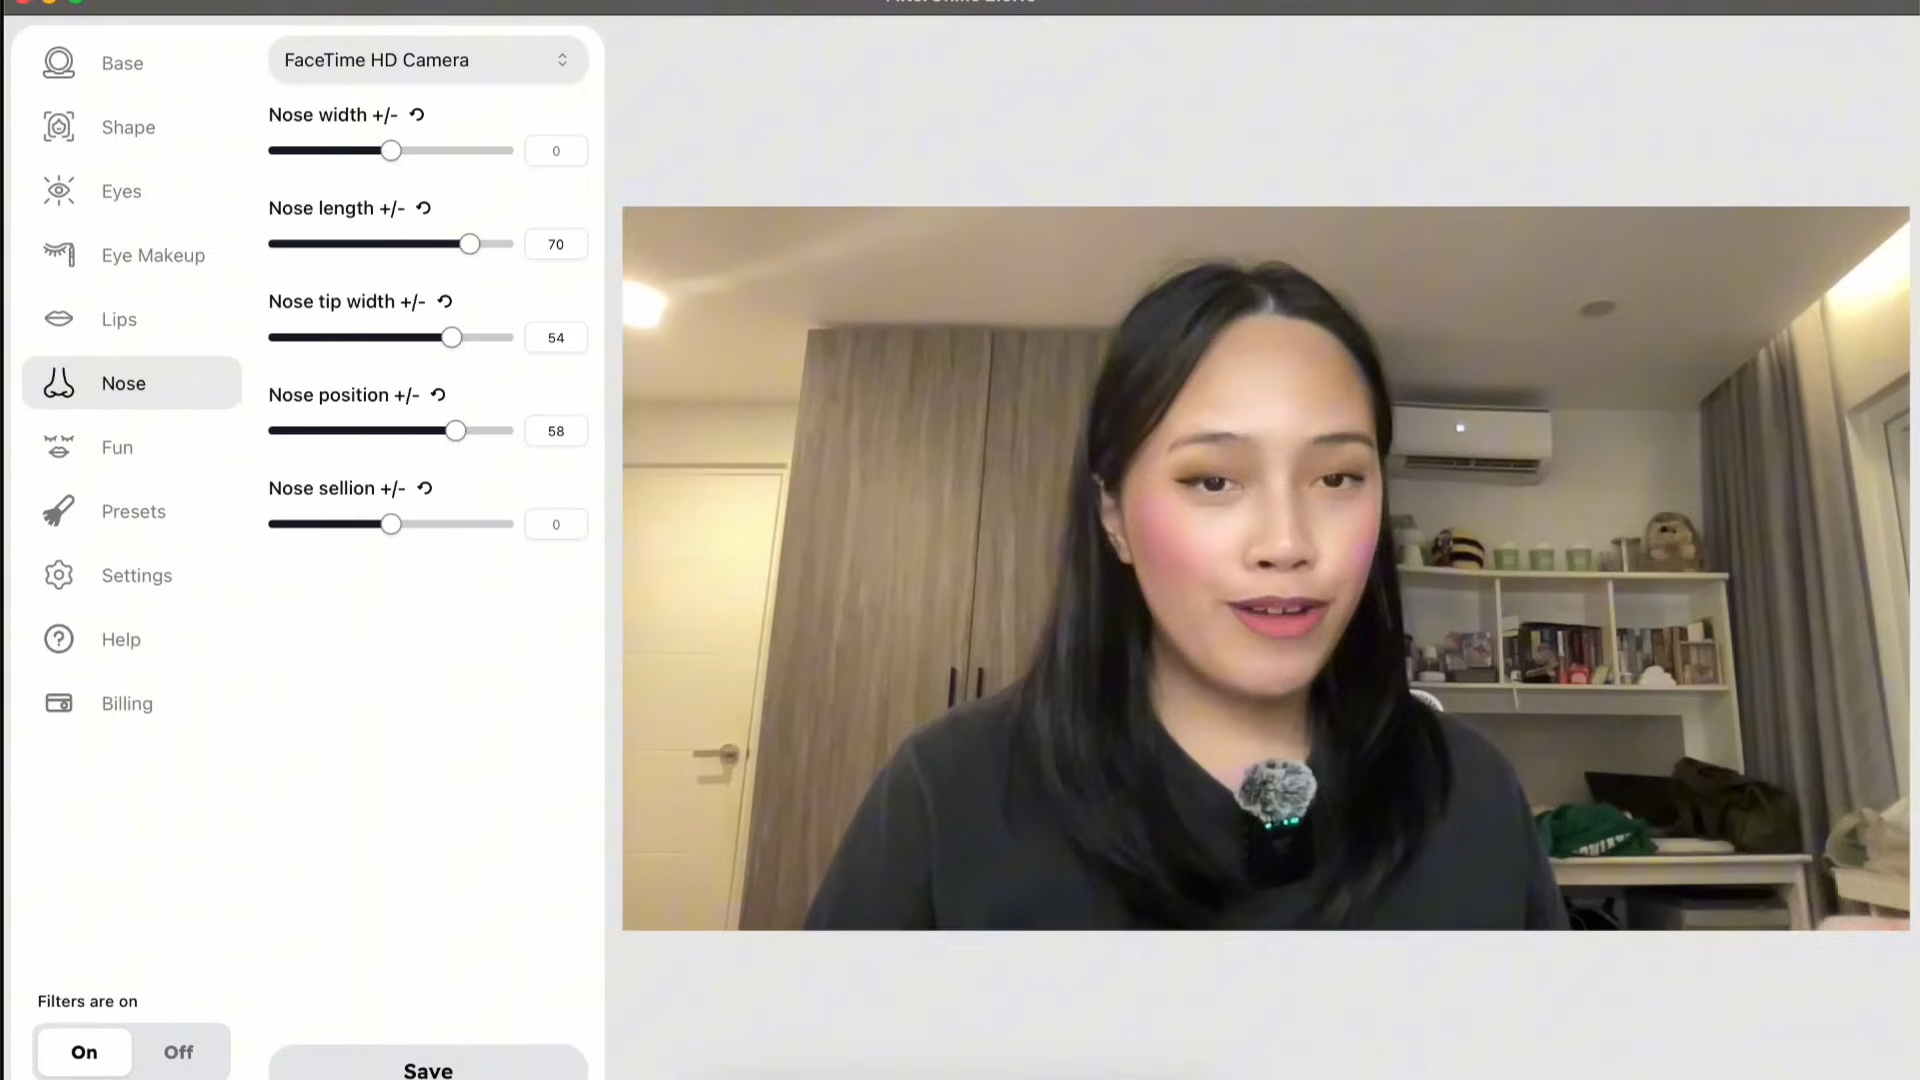 Base
Shape
Eyes
Eye Makeup
Lips
Nose
Fun
Presets
Settings
Help
Billing
Filters are on
On Off
FaceTime HD Camera
Nose width +/-
0
Nose length +/-
70
Nose tip width +/-
54
Nose position +/-
58
Nose sellion +/-
0
Save